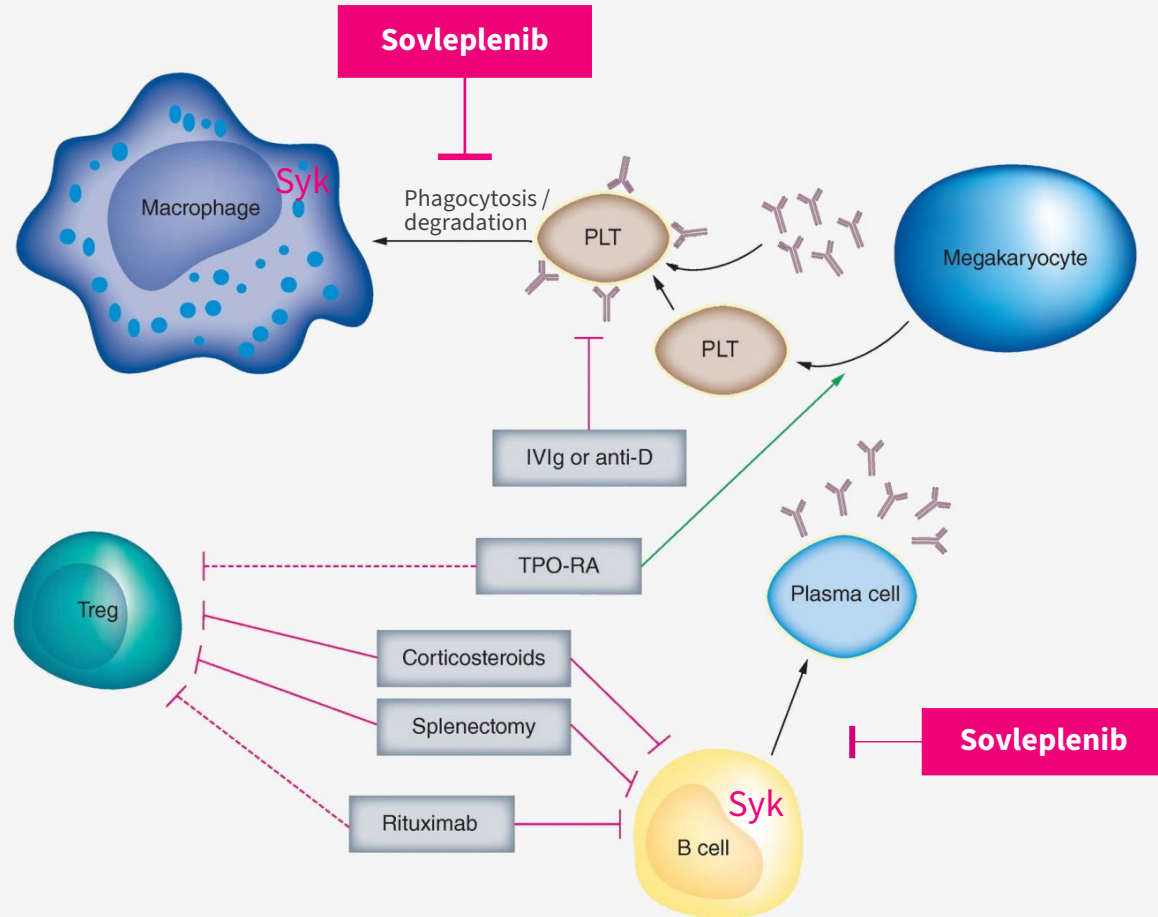 Sovleplenib
Syk
Macrophage
Phagocytosis /
degradation
PLT
Megakaryocyte
PLT
IVIg or anti-D
TPO-RA
Treg
Plasma cell
Corticosteroids
Splenectomy
Sovleplenib
Syk
Rituximab
B cell